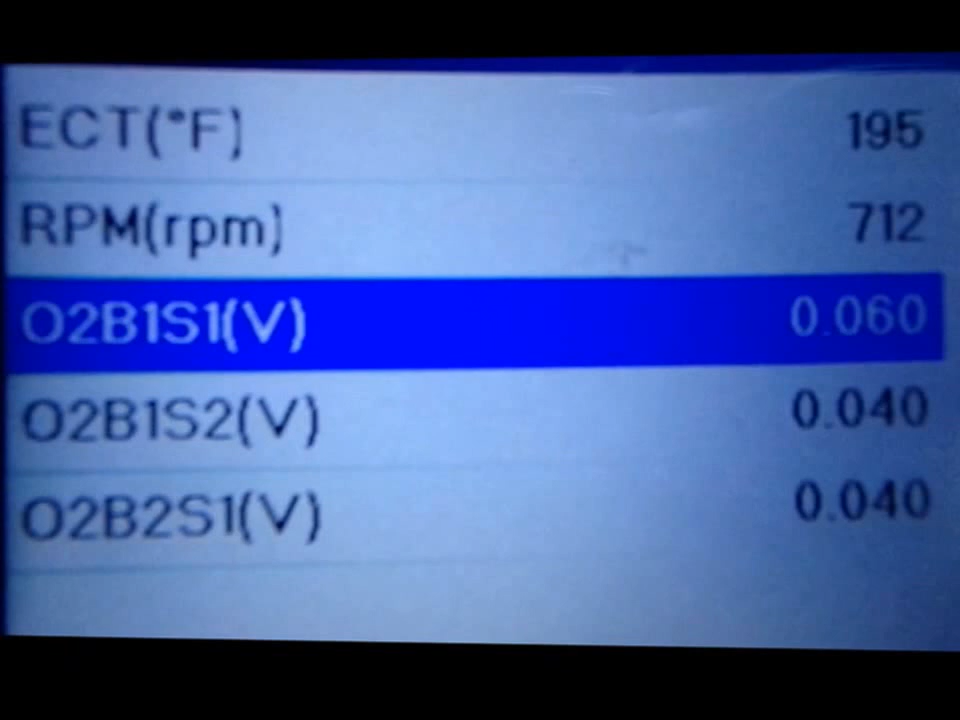 ECT(°F) 195
RPM(rpm) 712
O2B1S1(V) 0.060
O2B1S2(V) 0.040
O2B2S1(V) 0.040